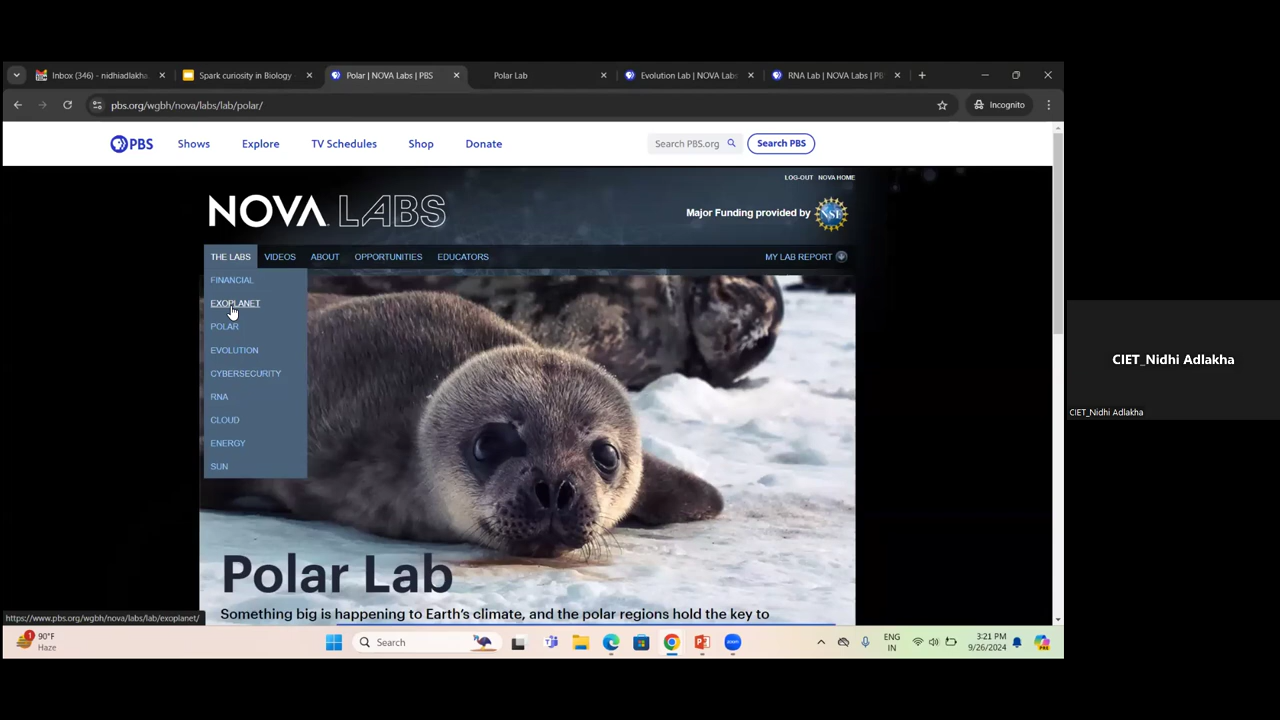 Inbox (346) - nidhiadlakha
Spark curiosity in Biology
Polar | NOVA Labs | PBS
Polar Lab
Evolution Lab | NOVA Labs
RNA Lab | NOVA Labs | PB
pbs.org/wgbh/nova/labs/lab/polar/
Incognito
PBS
Shows
Explore
TV Schedules
Shop
Donate
Search PBS.org
Search PBS
LOG-OUT NOVA HOME
NOVA LABS
Major Funding provided by
NSF
THE LABS
VIDEOS
ABOUT
OPPORTUNITIES
EDUCATORS
MY LAB REPORT
FINANCIAL
EXOPLANET
POLAR
EVOLUTION
CYBERSECURITY
RNA
CLOUD
ENERGY
SUN
Polar Lab
Something big is happening to Earth's climate, and the polar regions hold the key to
https://www.pbs.org/wgbh/nova/labs/lab/exoplanet/
CIET_Nidhi Adlakha
CIET_Nidhi Adlakha
1
90°F
Haze
Search
ENG
IN
3:21 PM
9/26/2024